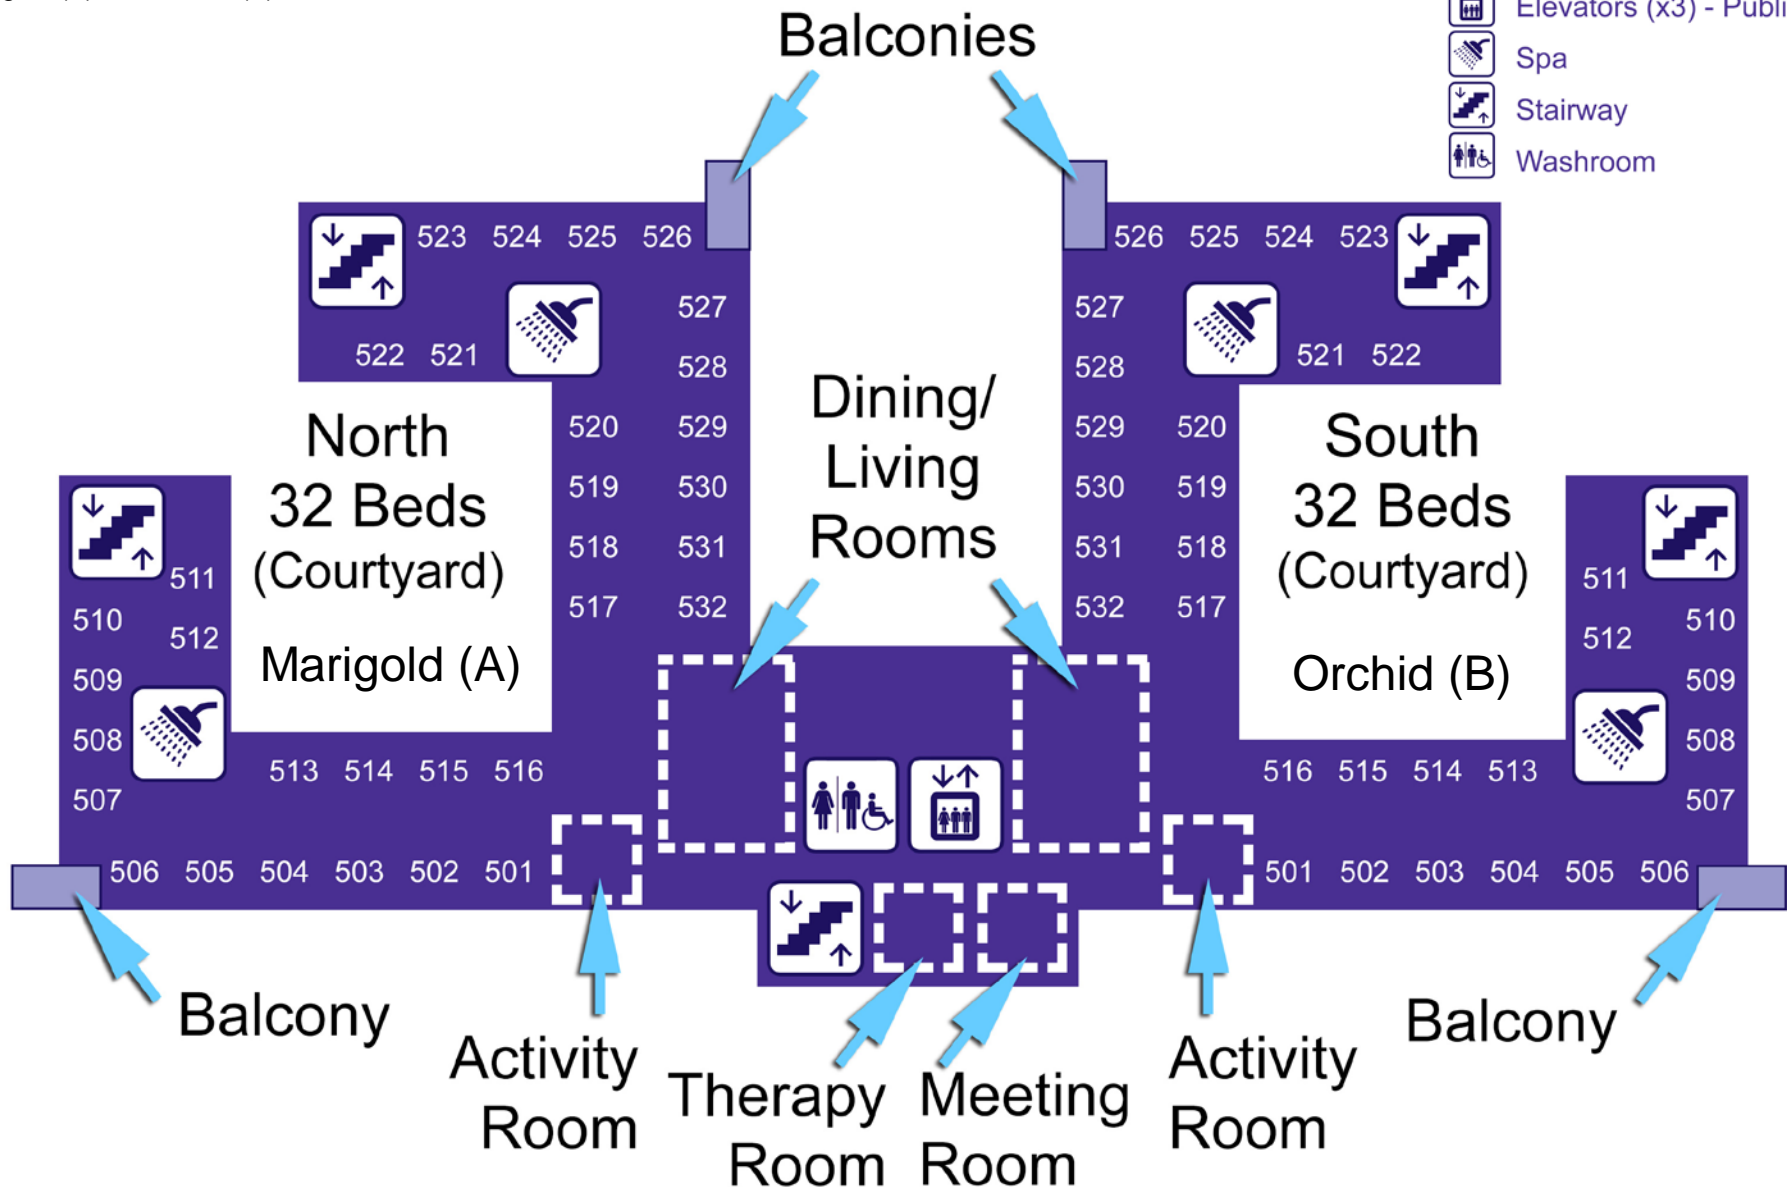 Elevators (x3) - Publi
Spa
Stairway
Washroom
Balconies
523 524 525 526
526 525 524 523
527
527
528
528
522 521
521 522
Dining/
Living
Rooms
North
32 Beds
(Courtyard)
Marigold (A)
South
32 Beds
(Courtyard)
Orchid (B)
520 529
529 520
519 530
530 519
518 531
531 518
517 532
532 517
511
511
510
510
512
512
509
509
508
508
507
507
513 514 515 516
516 515 514 513
506 505 504 503 502 501
501 502 503 504 505 506
Balcony
Activity
Room
Therapy
Room
Meeting
Room
Activity
Room
Balcony